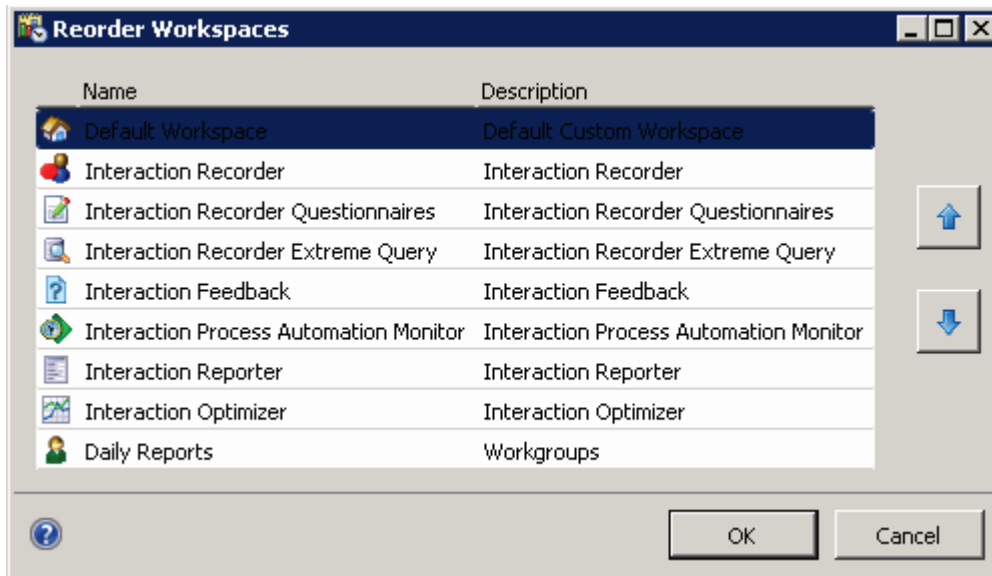 Reorder Workspaces
Name Description
Default Workspace Default Custom Workspace
Interaction Recorder Interaction Recorder
Interaction Recorder Questionnaires Interaction Recorder Questionnaires
Interaction Recorder Extreme Query Interaction Recorder Extreme Query
Interaction Feedback Interaction Feedback
Interaction Process Automation Monitor Interaction Process Automation Monitor
Interaction Reporter Interaction Reporter
Interaction Optimizer Interaction Optimizer
Daily Reports Workgroups
OK Cancel